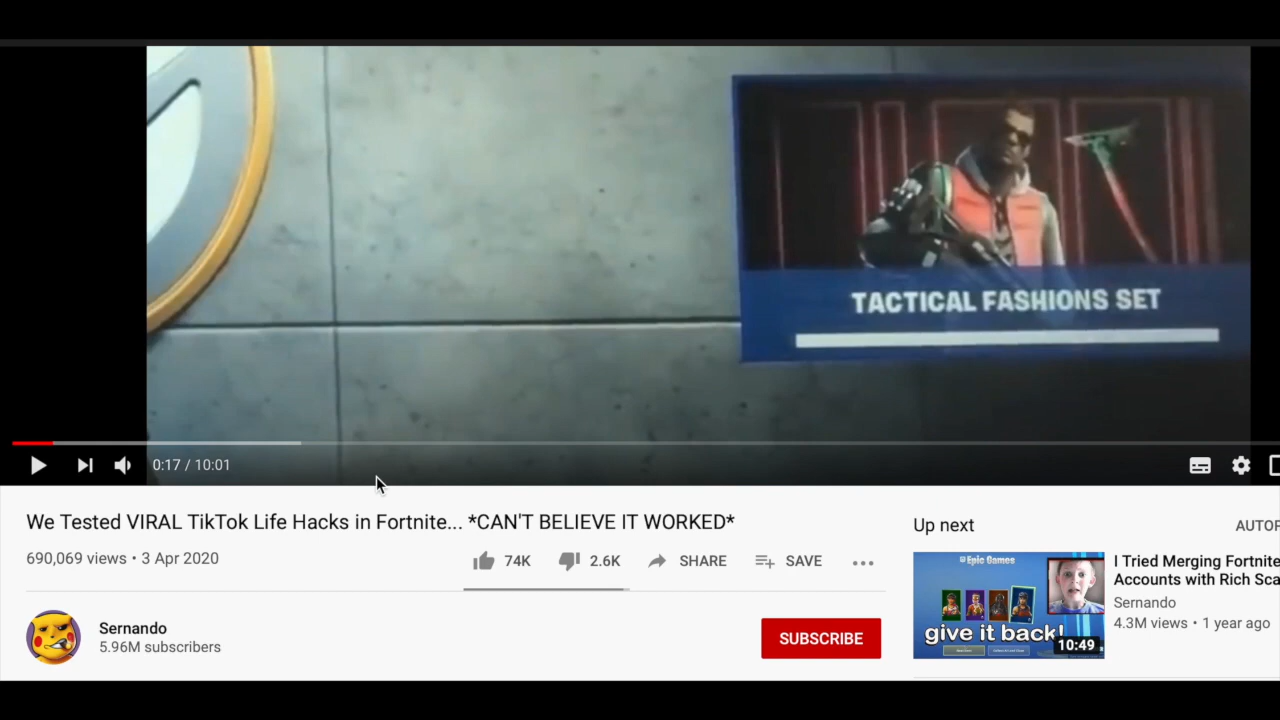 TACTICAL FASHIONS SET
0:17 / 10:01
We Tested VIRAL TikTok Life Hacks in Fortnite... *CAN'T BELIEVE IT WORKED*
690,069 views • 3 Apr 2020
74K
2.6K
SHARE
SAVE
Sernando
5.96M subscribers
SUBSCRIBE
Up next
AUTOP
Epic Games
give it back!
10:49
I Tried Merging Fortnite
Accounts with Rich Sca
Sernando
4.3M views • 1 year ago